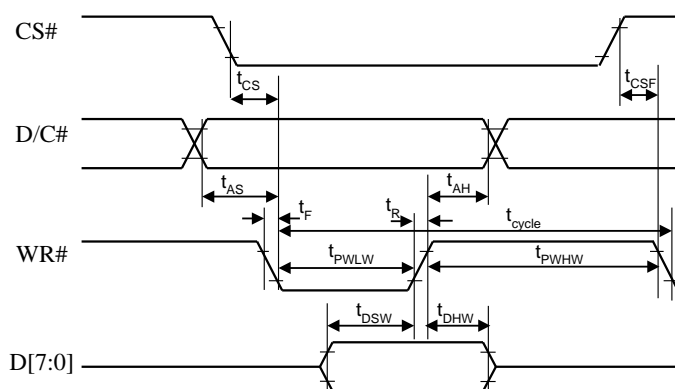 CS#
t_CS
t_CSF
D/C#
t_AS
t_AH
t_F
t_R
t_cycle
WR#
t_PWLW
t_PWHW
t_DSW
t_DHW
D[7:0]